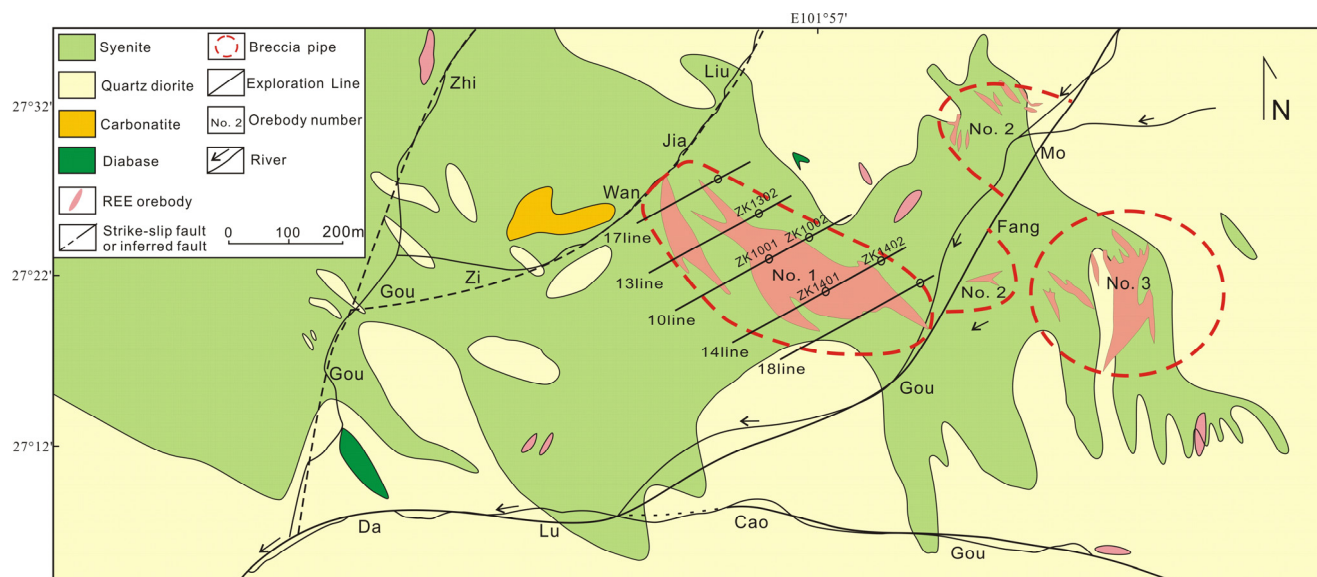 E101°57'
Syenite
Breccia pipe
Quartz diorite
Exploration Line
Carbonatite
No. 2
Orebody number
Diabase
River
REE orebody
Strike-slip fault
or inferred fault
0 100 200m
27°32'
27°22'
27°12'
N
Zhi
Liu
Jia
Wan
Zi
Gou
Gou
No. 2
Mo
Fang
No. 2
No. 3
No. 1
ZK1302
ZK1002
ZK1001
ZK1402
ZK1401
17line
13line
10line
14line
18line
Gou
Da
Lu
Cao
Gou